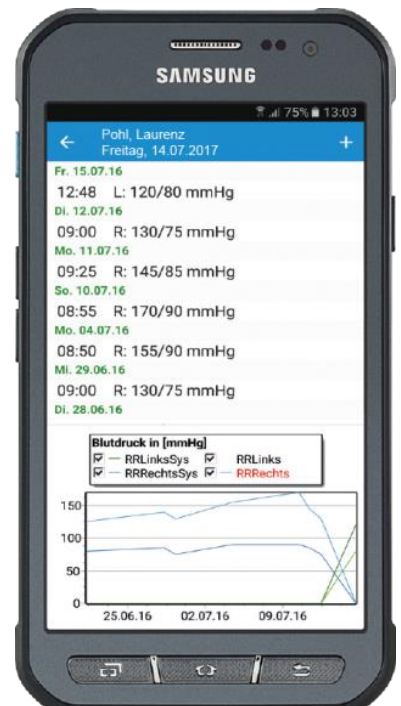 SAMSUNG
75% 13:03
Pohl, Laurenz
Freitag, 14.07.2017
Fr. 15.07.16
12:48 L: 120/80 mmHg
Di. 12.07.16
09:00 R: 130/75 mmHg
Mo. 11.07.16
09:25 R: 145/85 mmHg
So. 10.07.16
08:55 R: 170/90 mmHg
Mo. 04.07.16
08:50 R: 155/90 mmHg
Mi. 29.06.16
09:00 R: 130/75 mmHg
Di. 28.06.16
Blutdruck in [mmHg]
RRLinksSys RRLinks
RRRechtsSys RRRechts
150
100
50
0
25.06.16 02.07.16 09.07.16